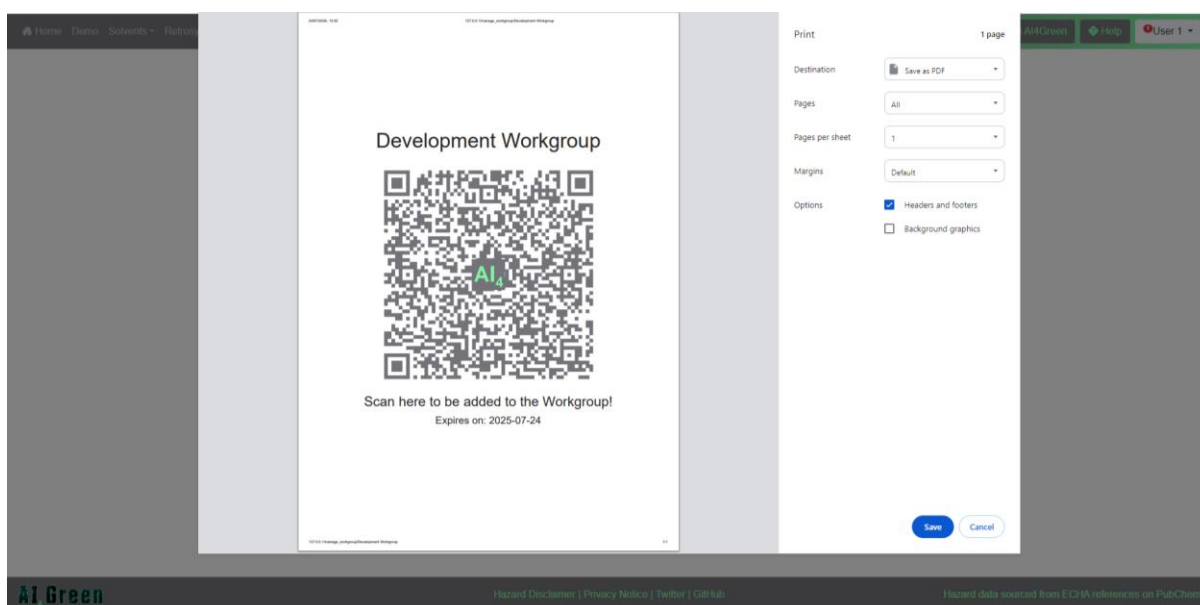 Home Demo Solvents Retrosy
AI4Green Help User 1
Print 1 page
Destination Save as PDF
Pages All
Pages per sheet 1
Margins Default
Options Headers and footers
Background graphics
Development Workgroup
AI4
Scan here to be added to the Workgroup!
Expires on: 2025-07-24
1/1
Save Cancel
AI Green
Hazard Disclaimer | Privacy Notice | Twitter | GitHub
Hazard data sourced from ECHA references on PubChem